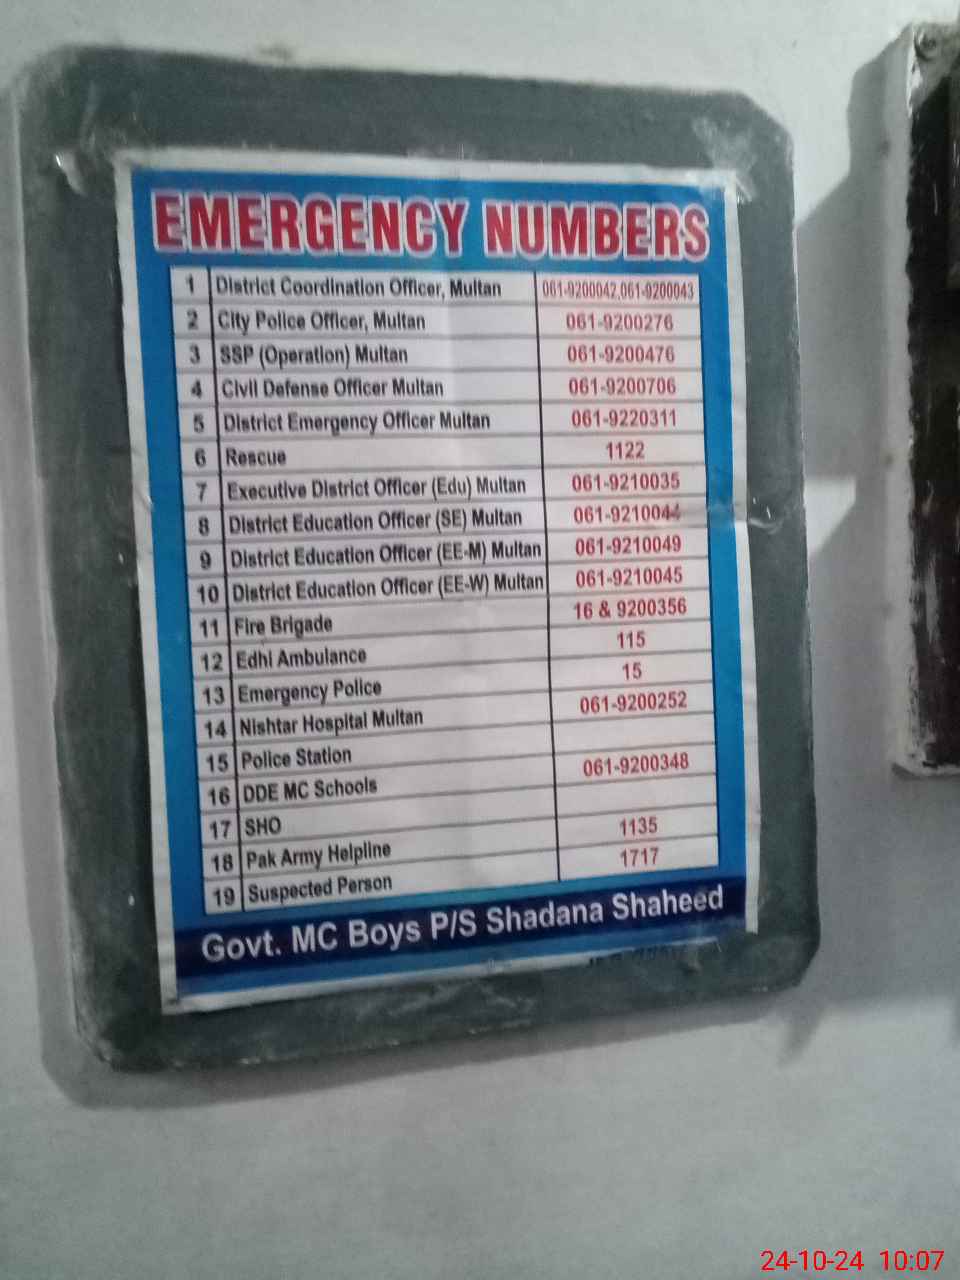 EMERGENCY NUMBERS
1 District Coordination Officer, Multan 061-9200042,061-9200043
2 City Police Officer, Multan 061-9200276
3 SSP (Operation) Multan 061-9200476
4 Civil Defense Officer Multan 061-9200706
5 District Emergency Officer Multan 061-9220311
6 Rescue 1122
7 Executive District Officer (Edu) Multan 061-9210035
8 District Education Officer (SE) Multan 061-9210044
9 District Education Officer (EE-M) Multan 061-9210049
10 District Education Officer (EE-W) Multan 061-9210045
11 Fire Brigade 16 & 9200356
12 Edhi Ambulance 115
13 Emergency Police 15
14 Nishtar Hospital Multan 061-9200252
15 Police Station
16 DDE MC Schools 061-9200348
17 SHO
18 Pak Army Helpline 1135
19 Suspected Person 1717
Govt. MC Boys P/S Shadana Shaheed
24-10-24 10:07